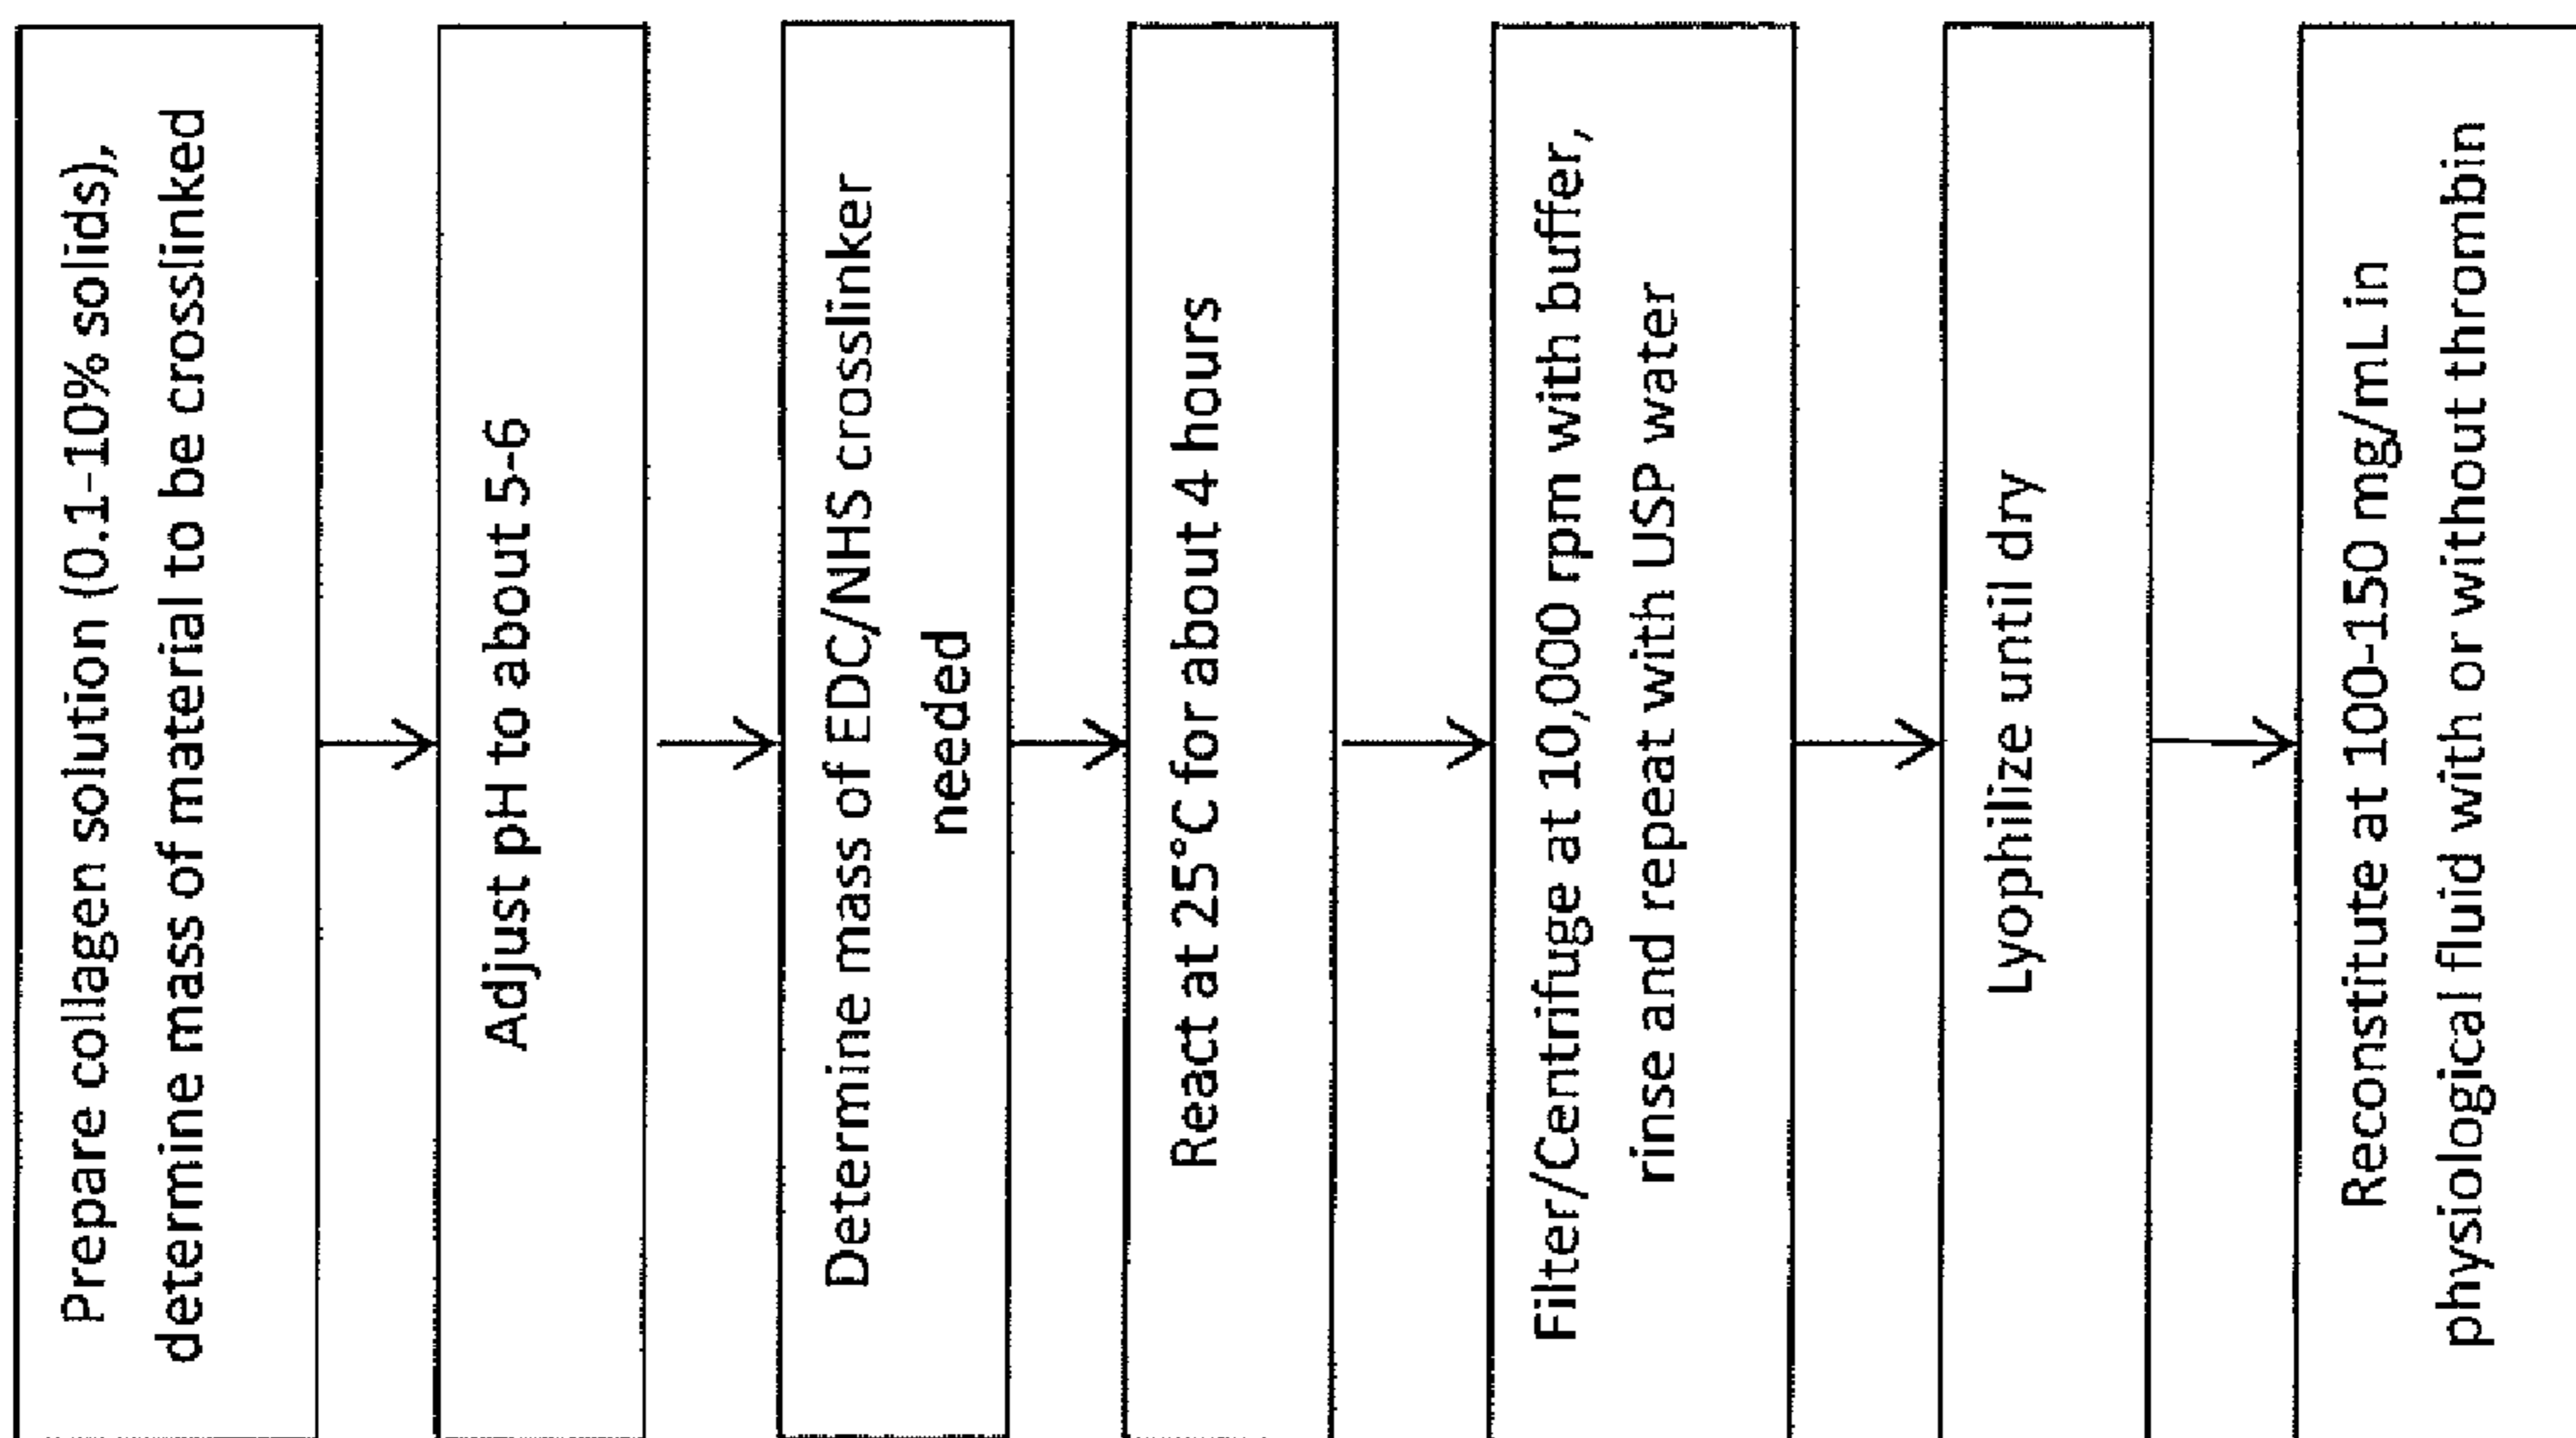 Prepare collagen solution (0.1-10% solids),
determine mass of material to be crosslinked
Adjust pH to about 5-6
Determine mass of EDC/NHS crosslinker
needed
React at 25°C for about 4 hours
Filter/Centrifuge at 10,000 rpm with buffer,
rinse and repeat with USP water
Lyophilize until dry
Reconstitute at 100-150 mg/mL in
physiological fluid with or without thrombin